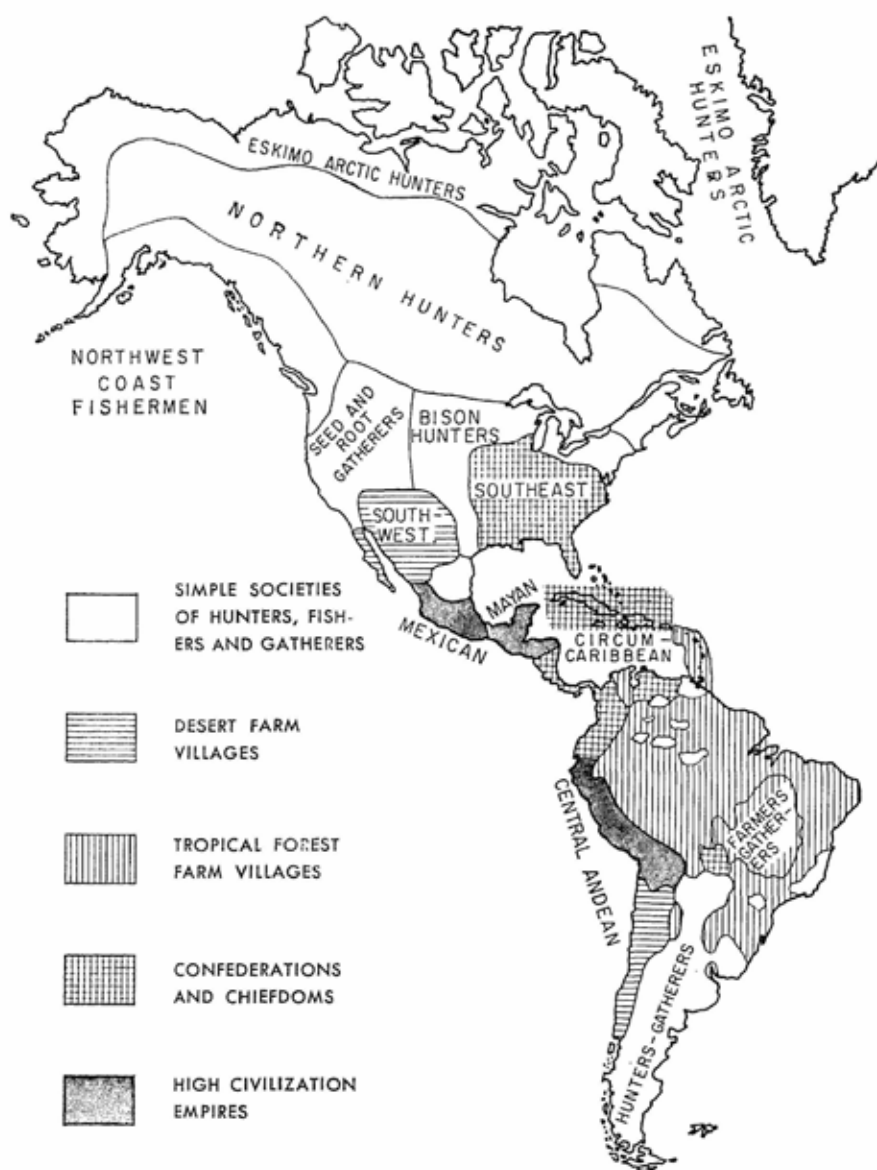 ESKIMO ARCTIC
HUNTERS
ESKIMO ARCTIC HUNTERS
NORTHERN HUNTERS
NORTHWEST
COAST
FISHERMEN
SEED AND
ROOT
GATHERERS
BISON
HUNTERS
SOUTHEAST
SOUTH-
WEST
MAYAN
MEXICAN
CIRCUM-
CARIBBEAN
CENTRAL ANDEAN
FARMERS
GATHER-
ERS
HUNTERS-GATHERERS
SIMPLE SOCIETIES
OF HUNTERS, FISH-
ERS AND GATHERERS
DESERT FARM
VILLAGES
TROPICAL FOREST
FARM VILLAGES
CONFEDERATIONS
AND CHIEFDOMS
HIGH CIVILIZATION
EMPIRES